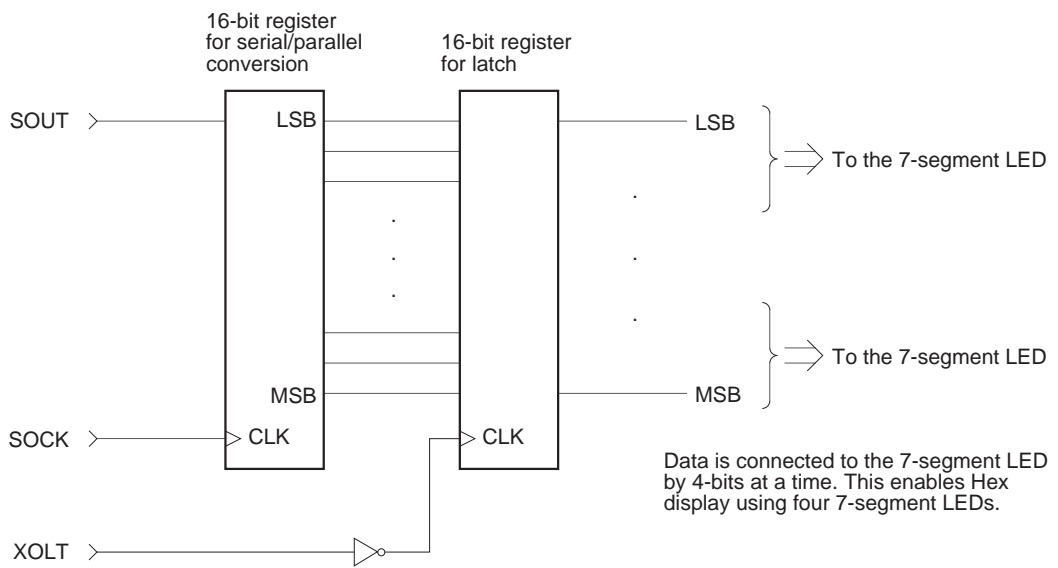 16-bit register
for serial/parallel
conversion
16-bit register
for latch
SOUT
LSB
LSB
To the 7-segment LED
To the 7-segment LED
MSB
MSB
SOCK
CLK
CLK
Data is connected to the 7-segment LED
by 4-bits at a time. This enables Hex
display using four 7-segment LEDs.
XOLT